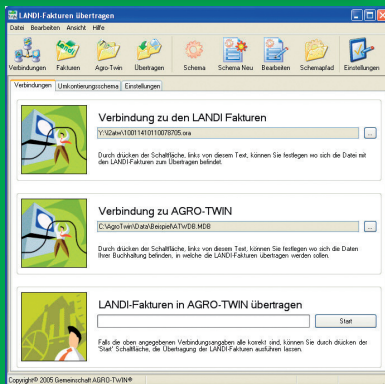 LANDI-Fakturen übertragen
Datei Bearbeiten Ansicht Hilfe
Verbindungen Fakturen Agro-Twin Übertragen Schema Schema Neu Bearbeiten Schemapfad Einstellungen
Verbindungen Umkontierungsschema Einstellungen
Verbindung zu den LANDI Fakturen
Y:\l2atw\10011410110078705.ora
...
Durch drücken der Schaltfläche, links von diesem Text, können Sie festlegen wo sich die Datei mit
den LANDI-Fakturen zum Übertragen befindet.
Verbindung zu AGRO-TWIN
C:\AgroTwin\Data\Beispiel\ATWDB.MDB
...
Durch drücken der Schaltfläche, links von diesem Text, können Sie festlegen wo sich die Daten
Ihrer Buchhaltung befinden, in welche die LANDI-Fakturen übertragen werden sollen.
LANDI-Fakturen in AGRO-TWIN übertragen
Start
Falls die oben angegebenen Verbindungsangaben alle korrekt sind, können Sie durch drücken der
'Start' Schaltfläche, die Übertragung der LANDI-Fakturen ausführen lassen.
Copyright® 2005 Gemeinschaft AGRO-TWIN®